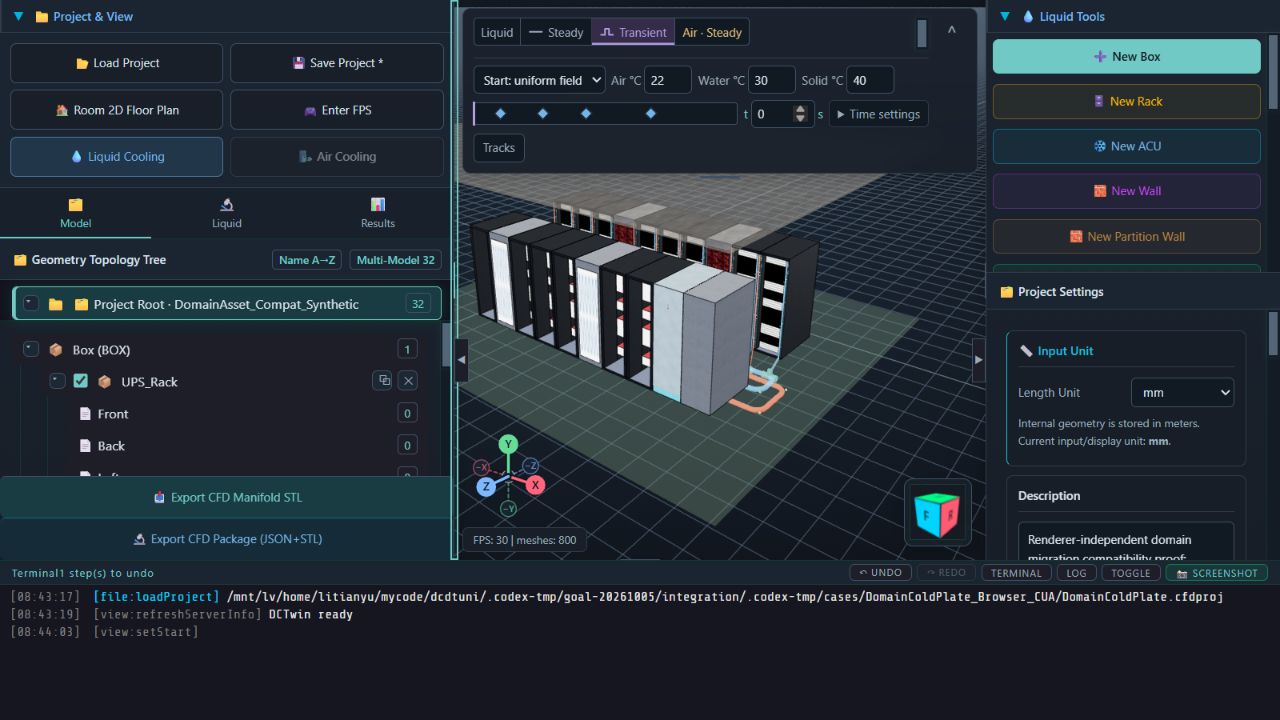 Project & View
Load Project
Save Project *
Room 2D Floor Plan
Enter FPS
Liquid Cooling
Air Cooling
Model
Liquid
Results
Geometry Topology Tree
Name A→Z
Multi-Model 32
Project Root · DomainAsset_Compat_Synthetic
32
Box (BOX)
1
UPS_Rack
Front
0
Back
0
Export CFD Manifold STL
Export CFD Package (JSON+STL)
Liquid
Steady
Transient
Air · Steady
Start: uniform field
Air °C
22
Water °C
30
Solid °C
40
t
0
s
Time settings
Tracks
Y
-X
-Z
Z
X
-Y
F
R
FPS: 30 | meshes: 800
Liquid Tools
New Box
New Rack
New ACU
New Wall
New Partition Wall
Project Settings
Input Unit
Length Unit
mm
Internal geometry is stored in meters.
Current input/display unit: mm.
Description
Renderer-independent domain
migration compatibility proof;
Terminal1 step(s) to undo
UNDO
REDO
TERMINAL
LOG
TOGGLE
SCREENSHOT
[08:43:17] [file:loadProject] /mnt/lv/home/litianyu/mycode/dcdtuni/.codex-tmp/goal-20261005/integration/.codex-tmp/cases/DomainColdPlate_Browser_CUA/DomainColdPlate.cfdproj
[08:43:19] [view:refreshServerInfo] DCTwin ready
[08:44:03] [view:setStart]